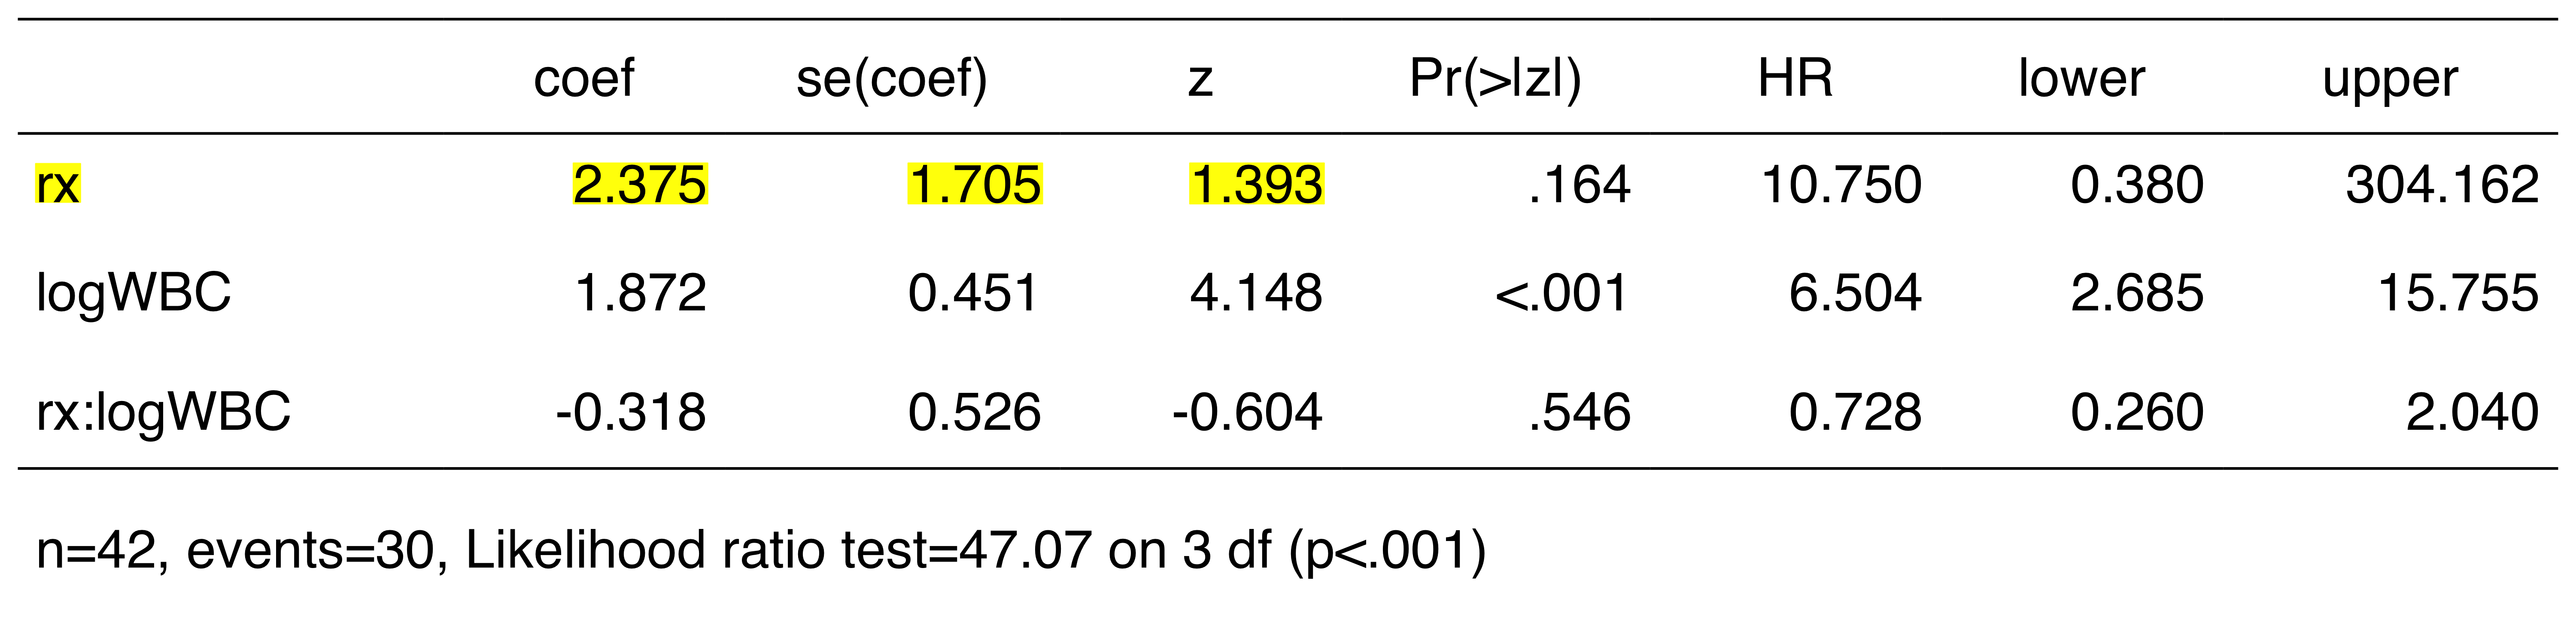 coef se(coef) z Pr(>|z|) HR lower upper
rx 2.375 1.705 1.393 .164 10.750 0.380 304.162
logWBC 1.872 0.451 4.148 <.001 6.504 2.685 15.755
rx:logWBC -0.318 0.526 -0.604 .546 0.728 0.260 2.040
n=42, events=30, Likelihood ratio test=47.07 on 3 df (p<.001)